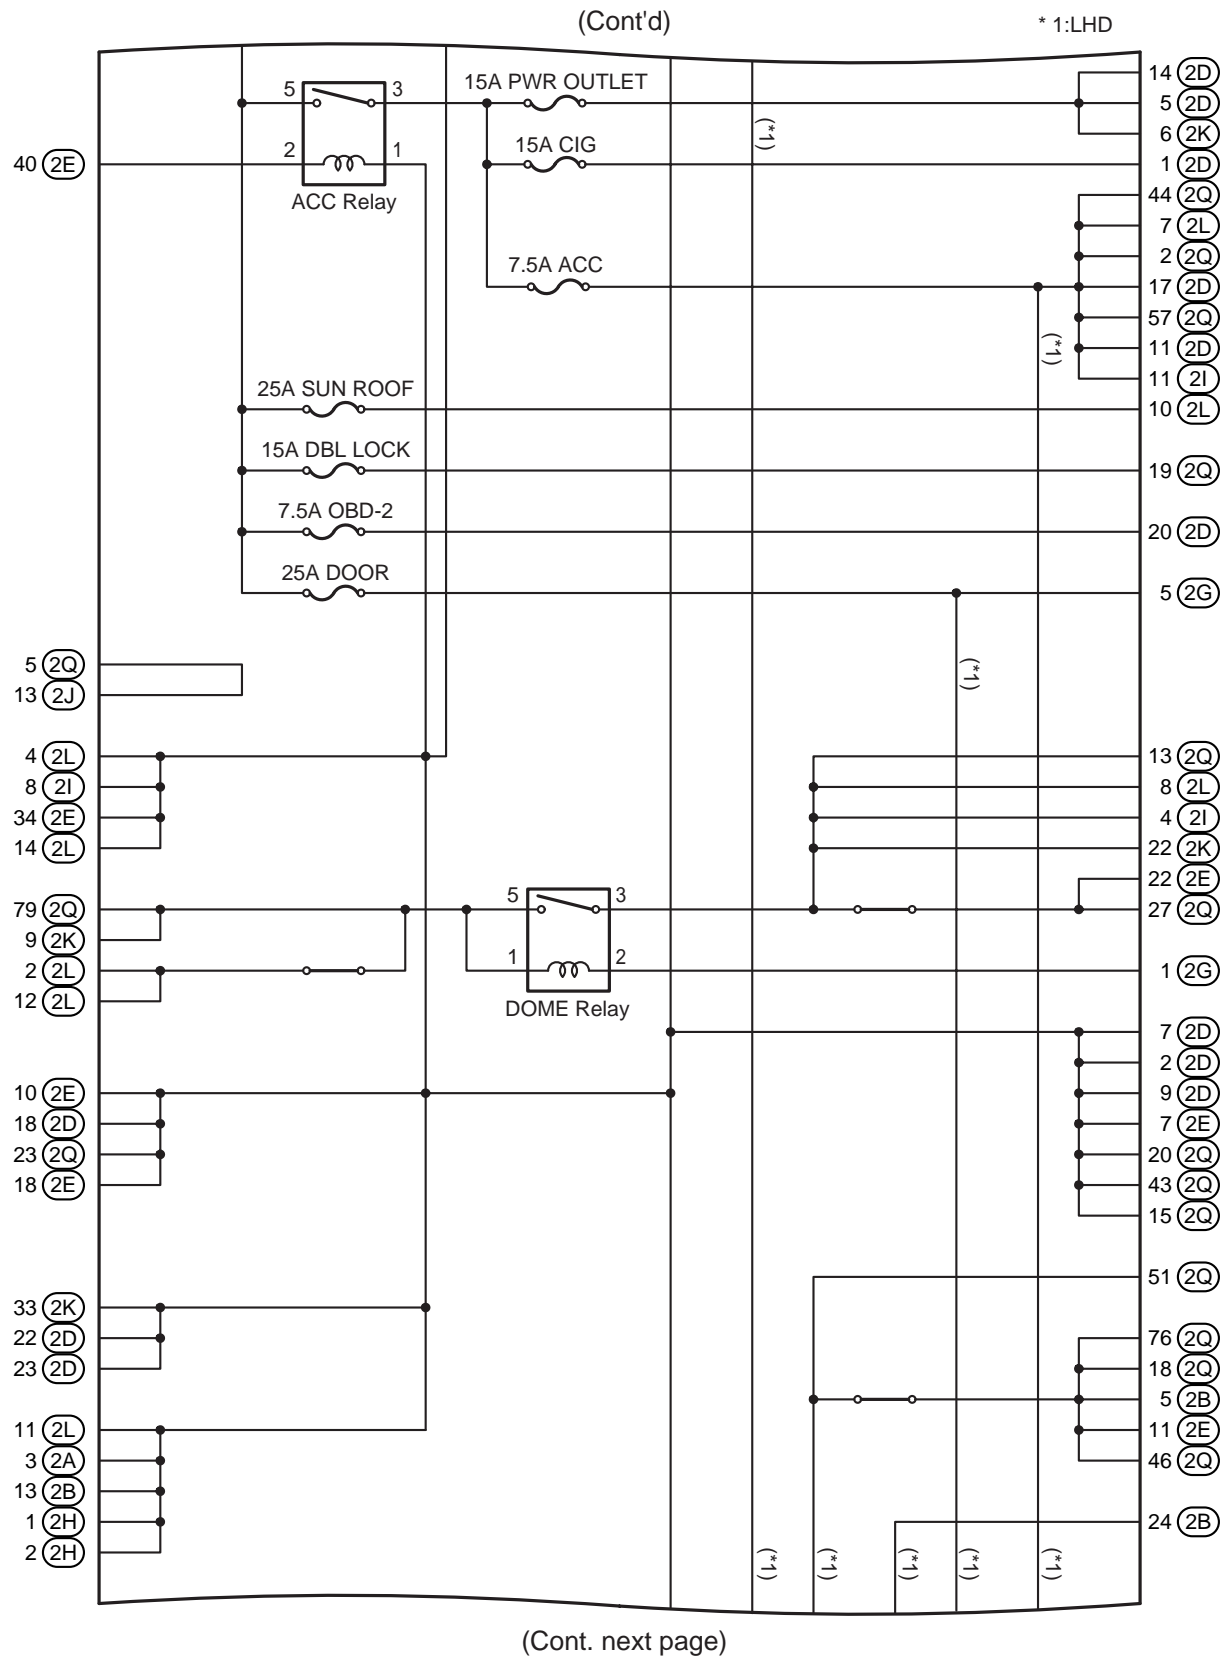 (Cont'd)
* 1:LHD
5 3 15A PWR OUTLET 14 2D
5 2D
(*1) 6 2K
40 2E 2 1 15A CIG 1 2D
ACC Relay 44 2Q
7 2L
7.5A ACC 2 2Q
17 2D
57 2Q
(*1) 11 2D
11 2I
25A SUN ROOF 10 2L
15A DBL LOCK 19 2Q
7.5A OBD-2 20 2D
25A DOOR 5 2G
5 2Q (*1)
13 2J
4 2L 13 2Q
8 2I 8 2L
34 2E 4 2I
14 2L 22 2K
22 2E
79 2Q 5 3 27 2Q
9 2K
2 2L 1 2 1 2G
12 2L DOME Relay
7 2D
2 2D
10 2E 9 2D
18 2D 7 2E
23 2Q 20 2Q
18 2E 43 2Q
15 2Q
51 2Q
33 2K
22 2D 76 2Q
23 2D 18 2Q
5 2B
11 2L 11 2E
3 2A 46 2Q
13 2B
1 2H 24 2B
2 2H (*1) (*1) (*1) (*1) (*1)
(Cont. next page)